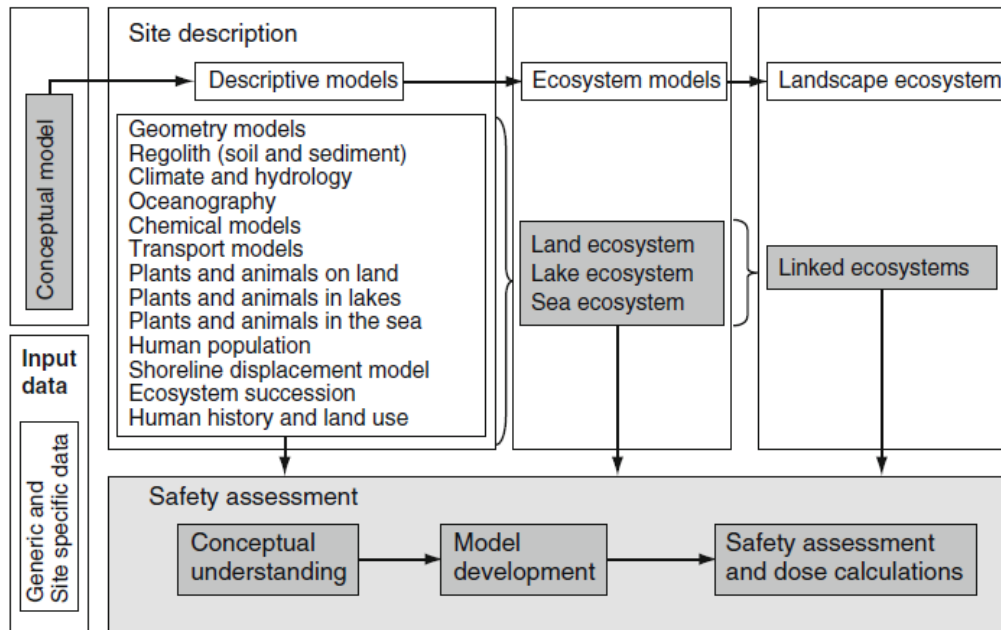 Site description
Descriptive models
Ecosystem models
Landscape ecosystem
Conceptual model
Geometry models
Regolith (soil and sediment)
Climate and hydrology
Oceanography
Chemical models
Transport models
Plants and animals on land
Plants and animals in lakes
Plants and animals in the sea
Human population
Shoreline displacement model
Ecosystem succession
Human history and land use
Land ecosystem
Lake ecosystem
Sea ecosystem
Linked ecosystems
Input
data
Generic and
Site specific data
Safety assessment
Conceptual
understanding
Model
development
Safety assessment
and dose calculations